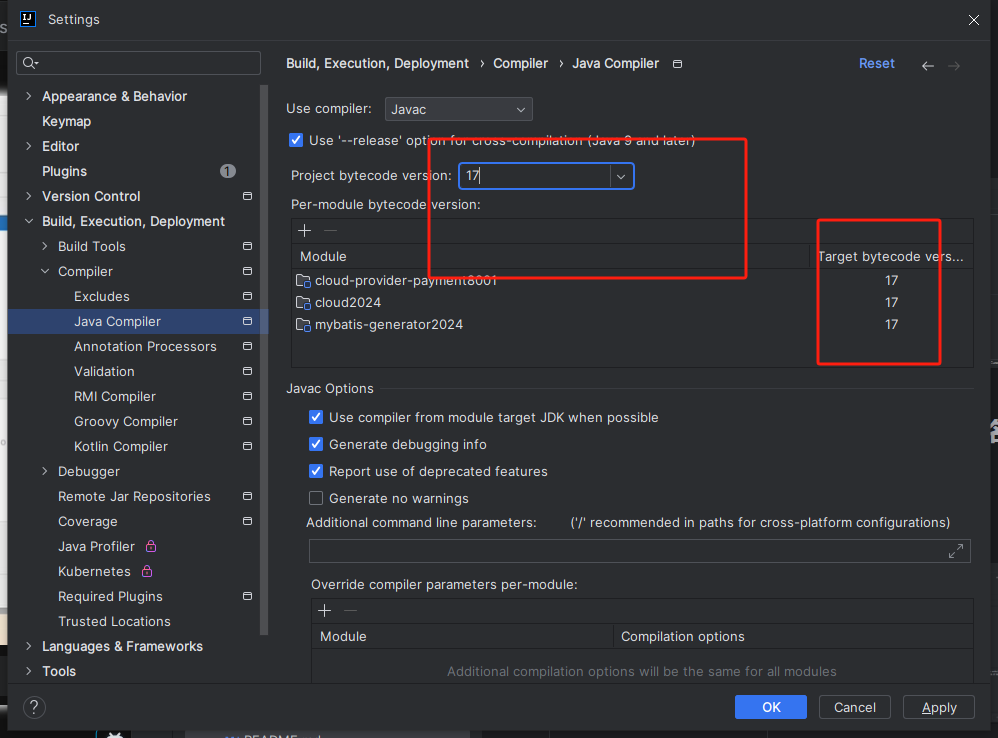 Settings
Build, Execution, Deployment › Compiler › Java Compiler
Reset
Appearance & Behavior
Keymap
Editor
Plugins 1
Version Control
Build, Execution, Deployment
Build Tools
Compiler
Excludes
Java Compiler
Annotation Processors
Validation
RMI Compiler
Groovy Compiler
Kotlin Compiler
Debugger
Remote Jar Repositories
Coverage
Java Profiler
Kubernetes
Required Plugins
Trusted Locations
Languages & Frameworks
Tools
Use compiler: Javac
Use '--release' option for cross-compilation (Java 9 and later)
Project bytecode version: 17
Per-module bytecode version:
Module Target bytecode vers...
cloud-provider-payment8001 17
cloud2024 17
mybatis-generator2024 17
Javac Options
Use compiler from module target JDK when possible
Generate debugging info
Report use of deprecated features
Generate no warnings
Additional command line parameters: ('/' recommended in paths for cross-platform configurations)
Override compiler parameters per-module:
Module Compilation options
Additional compilation options will be the same for all modules
? OK Cancel Apply